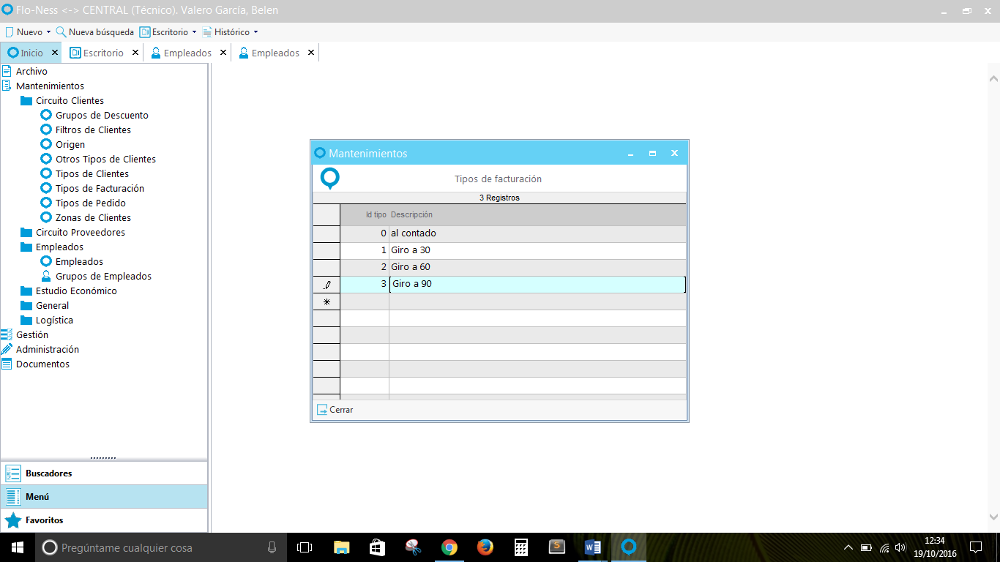 Flo-Ness <-> CENTRAL (Técnico). Valero García, Belen
Nuevo Nueva búsqueda Escritorio Histórico
Inicio Escritorio Empleados Empleados
Archivo
Mantenimientos
Circuito Clientes
Grupos de Descuento
Filtros de Clientes
Origen
Otros Tipos de Clientes
Tipos de Clientes
Tipos de Facturación
Tipos de Pedido
Zonas de Clientes
Circuito Proveedores
Empleados
Empleados
Grupos de Empleados
Estudio Económico
General
Logística
Gestión
Administración
Documentos
Buscadores
Menú
Favoritos
Mantenimientos
Tipos de facturación
3 Registros
Id tipo Descripción
0 al contado
1 Giro a 30
2 Giro a 60
3 Giro a 90
Cerrar
Pregúntame cualquier cosa
12:34
19/10/2016